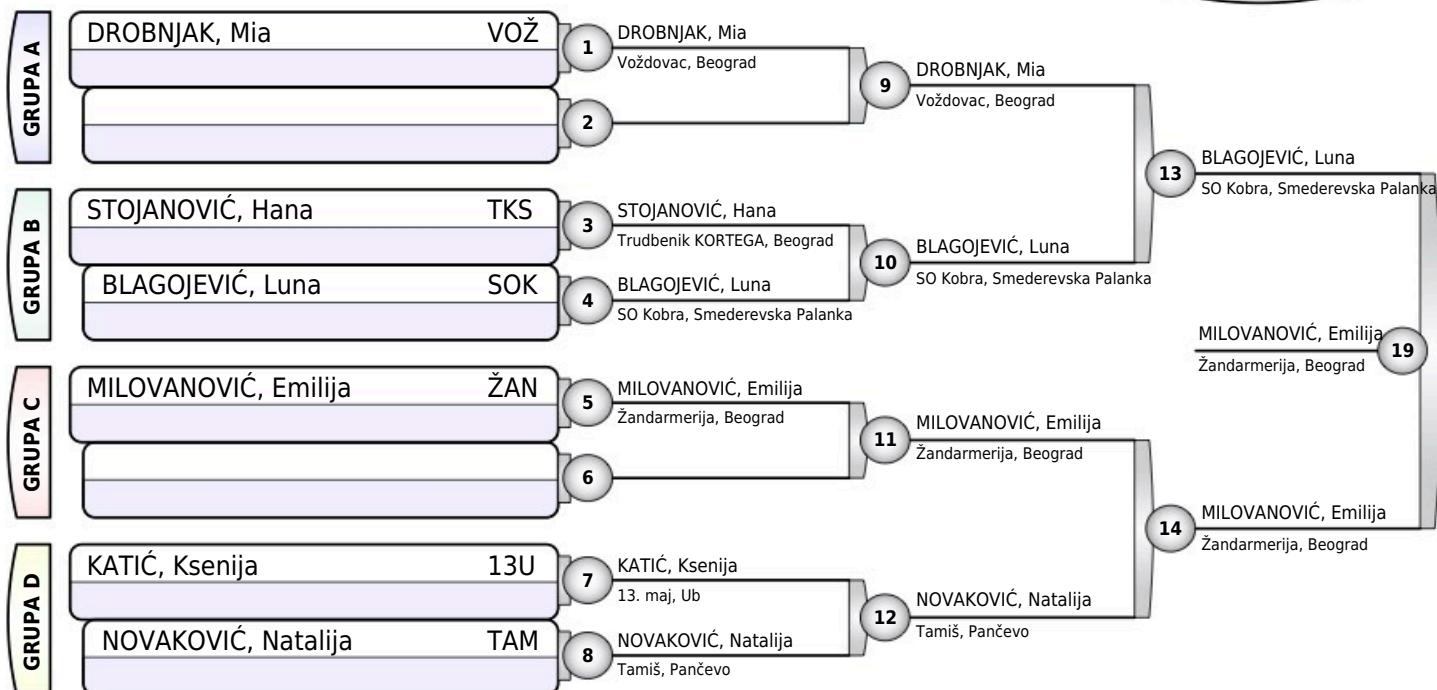 GRUPA A
DROBNJAK, Mia VOŽ
1
DROBNJAK, Mia
Voždovac, Beograd
2
9
DROBNJAK, Mia
Voždovac, Beograd
GRUPA B
STOJANOVIĆ, Hana TKS
3
STOJANOVIĆ, Hana
Trudbenik KORTEGA, Beograd
BLAGOJEVIĆ, Luna SOK
4
BLAGOJEVIĆ, Luna
SO Kobra, Smederevska Palanka
10
BLAGOJEVIĆ, Luna
SO Kobra, Smederevska Palanka
13
BLAGOJEVIĆ, Luna
SO Kobra, Smederevska Palanka
MILOVANOVIĆ, Emilija
Žandarmerija, Beograd
19
GRUPA C
MILOVANOVIĆ, Emilija ŽAN
5
MILOVANOVIĆ, Emilija
Žandarmerija, Beograd
6
11
MILOVANOVIĆ, Emilija
Žandarmerija, Beograd
14
MILOVANOVIĆ, Emilija
Žandarmerija, Beograd
GRUPA D
KATIĆ, Ksenija 13U
7
KATIĆ, Ksenija
13. maj, Ub
NOVAKOVIĆ, Natalija TAM
8
NOVAKOVIĆ, Natalija
Tamiš, Pančevo
12
NOVAKOVIĆ, Natalija
Tamiš, Pančevo